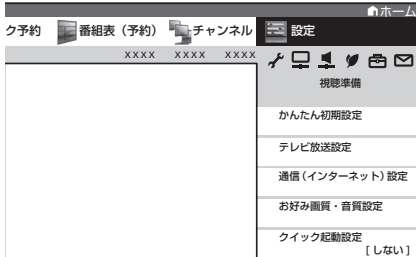 ホーム
ク予約 番組表（予約） チャンネル 設定
xxxx xxxx xxxx
視聴準備
かんたん初期設定
テレビ放送設定
通信（インターネット）設定
お好み画質・音質設定
クイック起動設定
[しない]